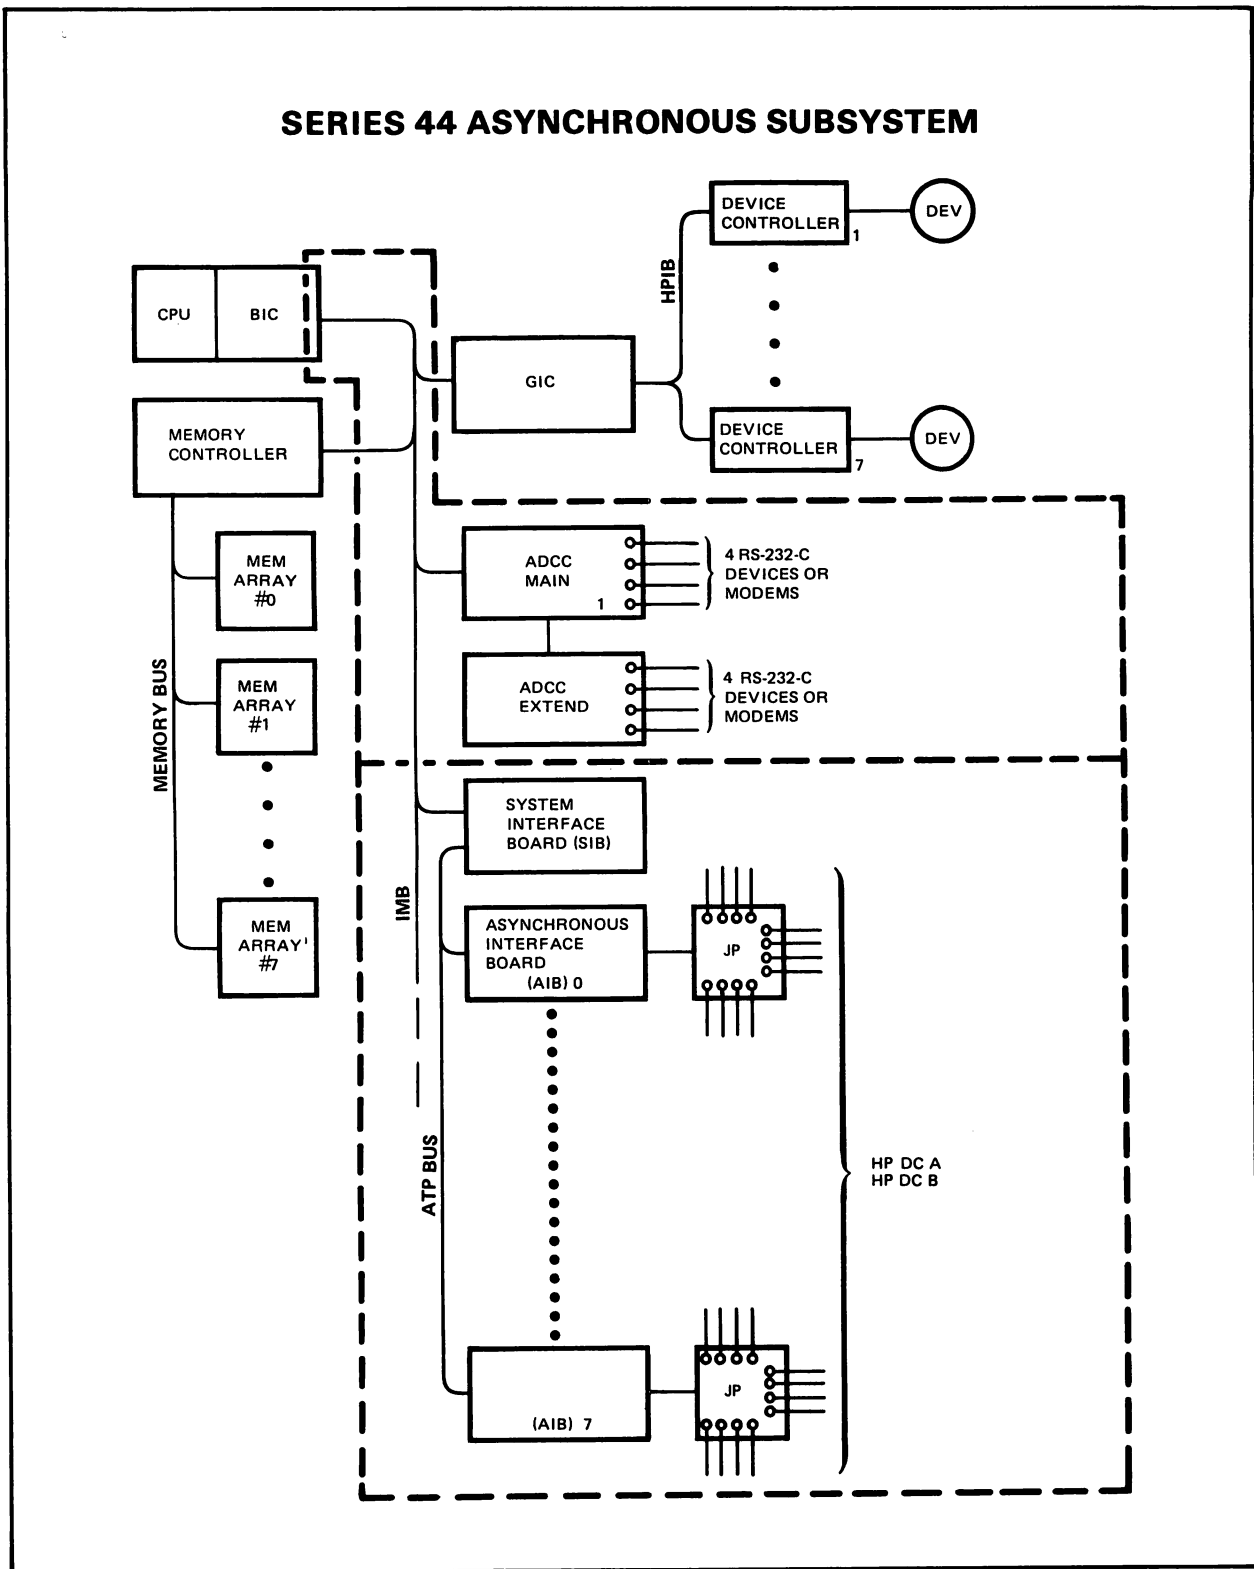 SERIES 44 ASYNCHRONOUS SUBSYSTEM
DEVICE
CONTROLLER
1
DEV
HPIB
CPU
BIC
GIC
DEVICE
CONTROLLER
7
DEV
MEMORY
CONTROLLER
MEMORY BUS
MEM
ARRAY
#0
MEM
ARRAY
#1
MEM
ARRAY
#7
ADCC
MAIN
1
4 RS-232-C
DEVICES OR
MODEMS
ADCC
EXTEND
4 RS-232-C
DEVICES OR
MODEMS
IMB
SYSTEM
INTERFACE
BOARD (SIB)
ASYNCHRONOUS
INTERFACE
BOARD
(AIB) 0
JP
ATP BUS
HP DC A
HP DC B
(AIB) 7
JP